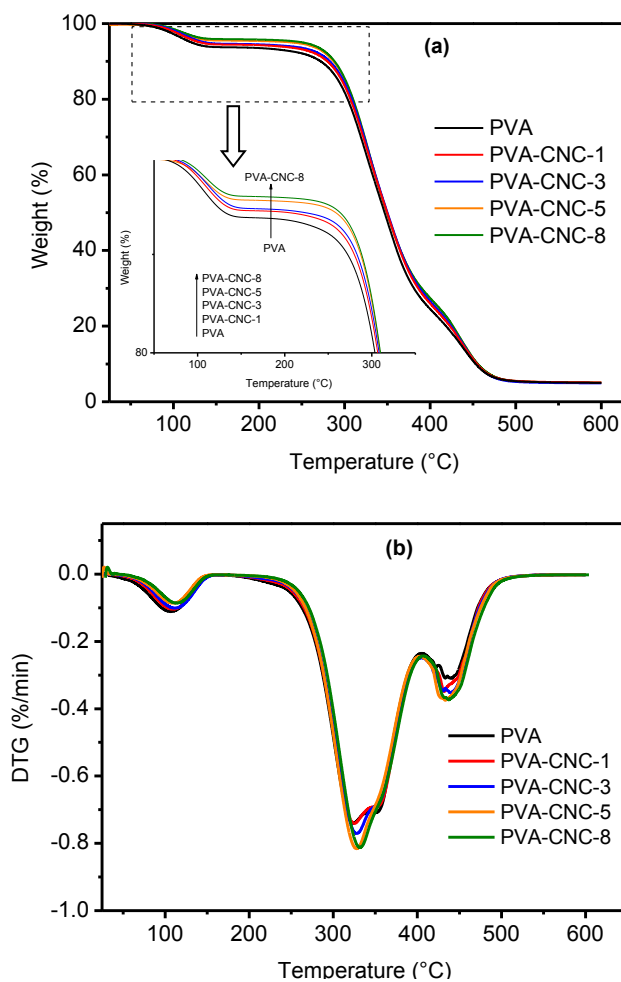 (a)
100
80
60
40
20
0
Weight (%)
PVA
PVA-CNC-1
PVA-CNC-3
PVA-CNC-5
PVA-CNC-8
PVA-CNC-8
PVA
PVA-CNC-8
PVA-CNC-5
PVA-CNC-3
PVA-CNC-1
PVA
Weight (%)
80
100 200 300
Temperature (°C)
100 200 300 400 500 600
Temperature (°C)
(b)
0.0
-0.2
-0.4
-0.6
-0.8
-1.0
DTG (%/min)
PVA
PVA-CNC-1
PVA-CNC-3
PVA-CNC-5
PVA-CNC-8
100 200 300 400 500 600
Temperature (°C)